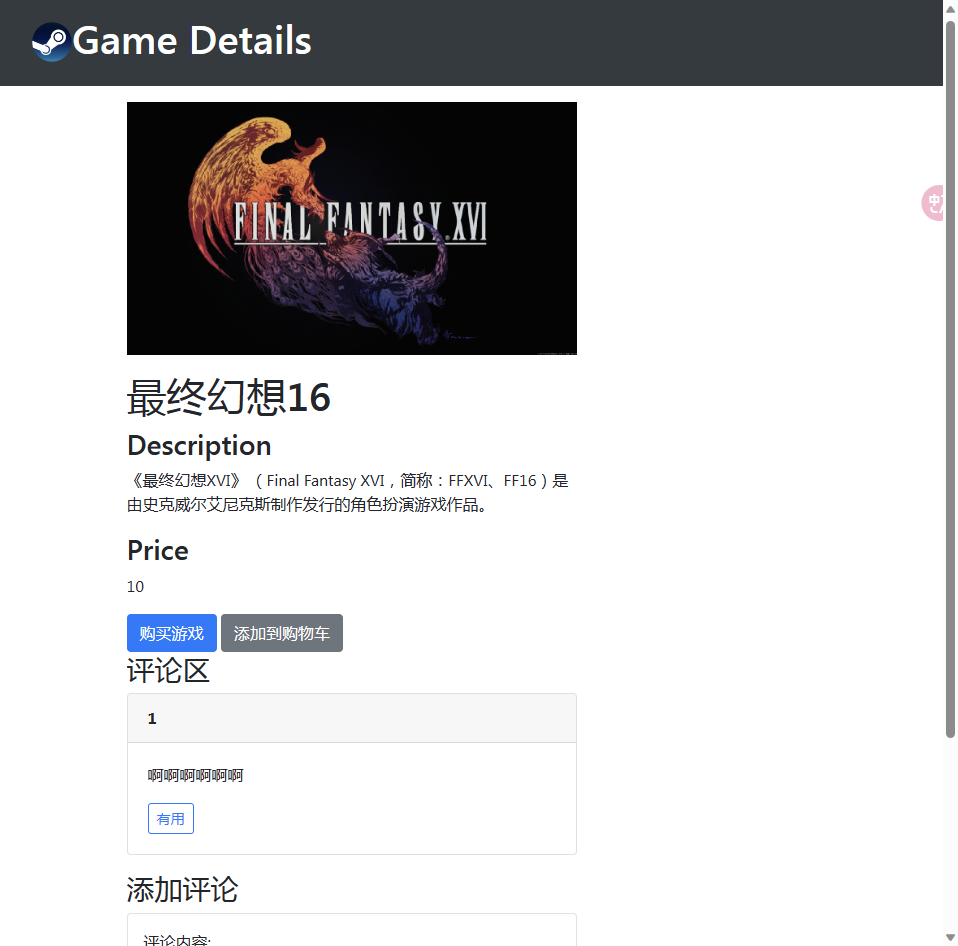 Game Details
FINAL FANTASY XVI
最终幻想16
Description
《最终幻想XVI》（Final Fantasy XVI，简称：FFXVI、FF16）是
由史克威尔艾尼克斯制作发行的角色扮演游戏作品。
Price
10
购买游戏 添加到购物车
评论区
1
啊啊啊啊啊啊
有用
添加评论
评论内容: